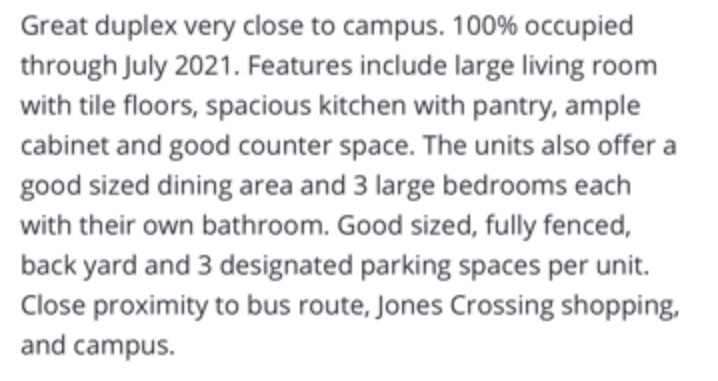 Great duplex very close to campus. 100% occupied
through July 2021. Features include large living room
with tile floors, spacious kitchen with pantry, ample
cabinet and good counter space. The units also offer a
good sized dining area and 3 large bedrooms each
with their own bathroom. Good sized, fully fenced,
back yard and 3 designated parking spaces per unit.
Close proximity to bus route, Jones Crossing shopping,
and campus.